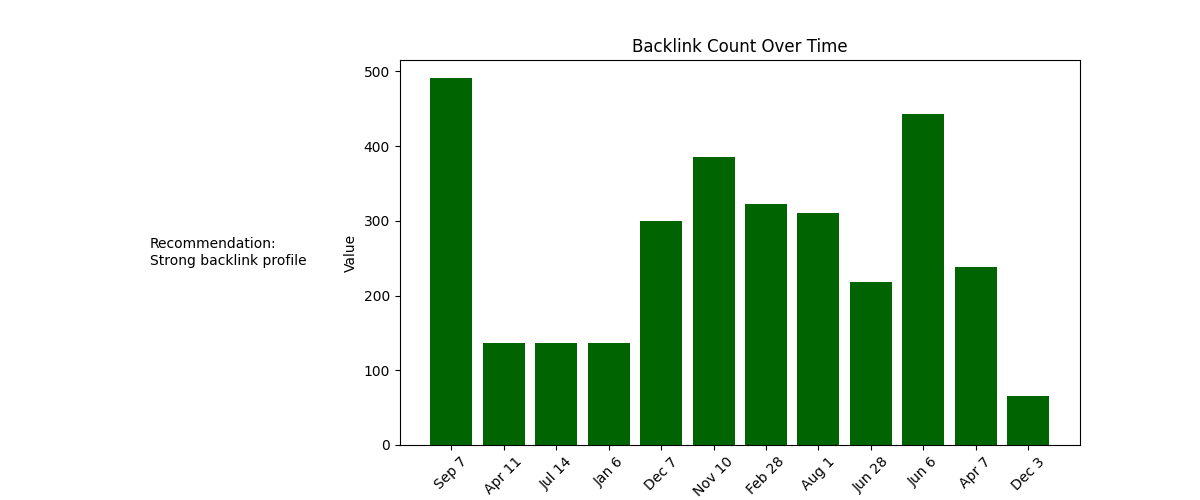 Backlink Count Over Time
Recommendation:
Strong backlink profile
Value
500
400
300
200
100
0
Sep 7
Apr 11
Jul 14
Jan 6
Dec 7
Nov 10
Feb 28
Aug 1
Jun 28
Jun 6
Apr 7
Dec 3